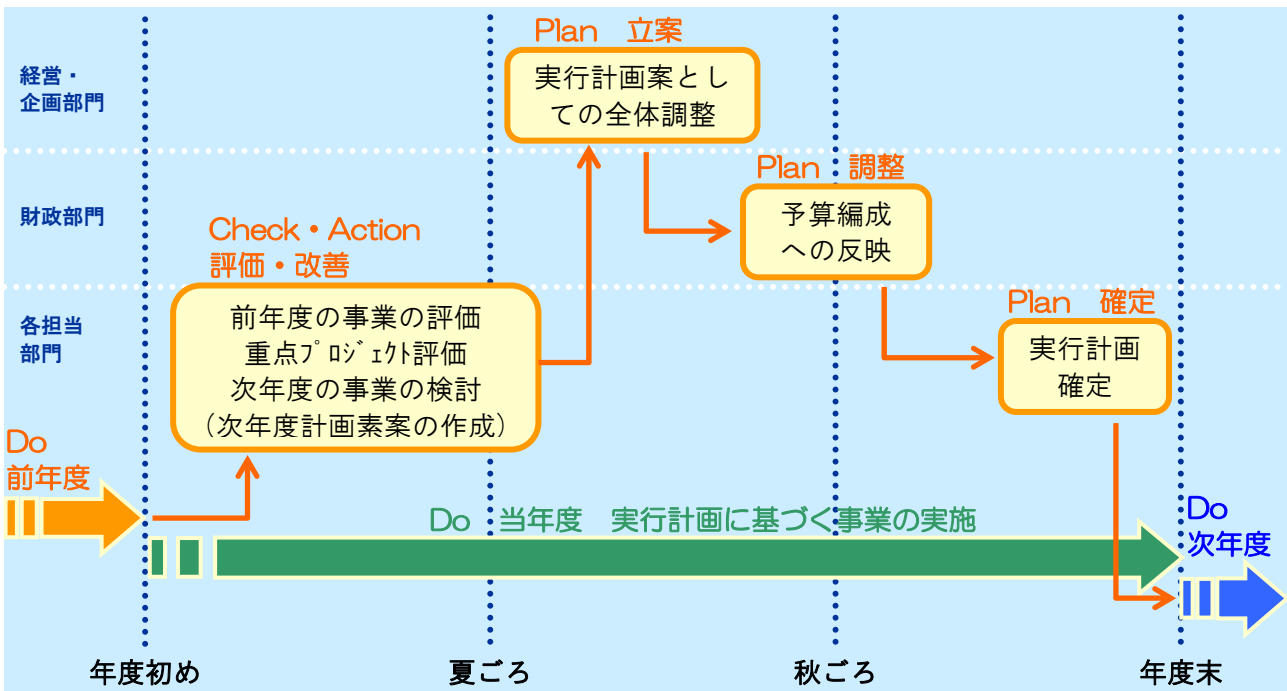 Plan 立案
経営・
企画部門
実行計画案とし
ての全体調整
Plan 調整
財政部門
予算編成
への反映
Check・Action
評価・改善
各担当
部門
前年度の事業の評価
重点ﾌﾟﾛｼﾞｪｸﾄ評価
次年度の事業の検討
(次年度計画素案の作成)
Plan 確定
実行計画
確定
Do
前年度
Do 当年度 実行計画に基づく事業の実施
Do
次年度
年度初め
夏ごろ
秋ごろ
年度末